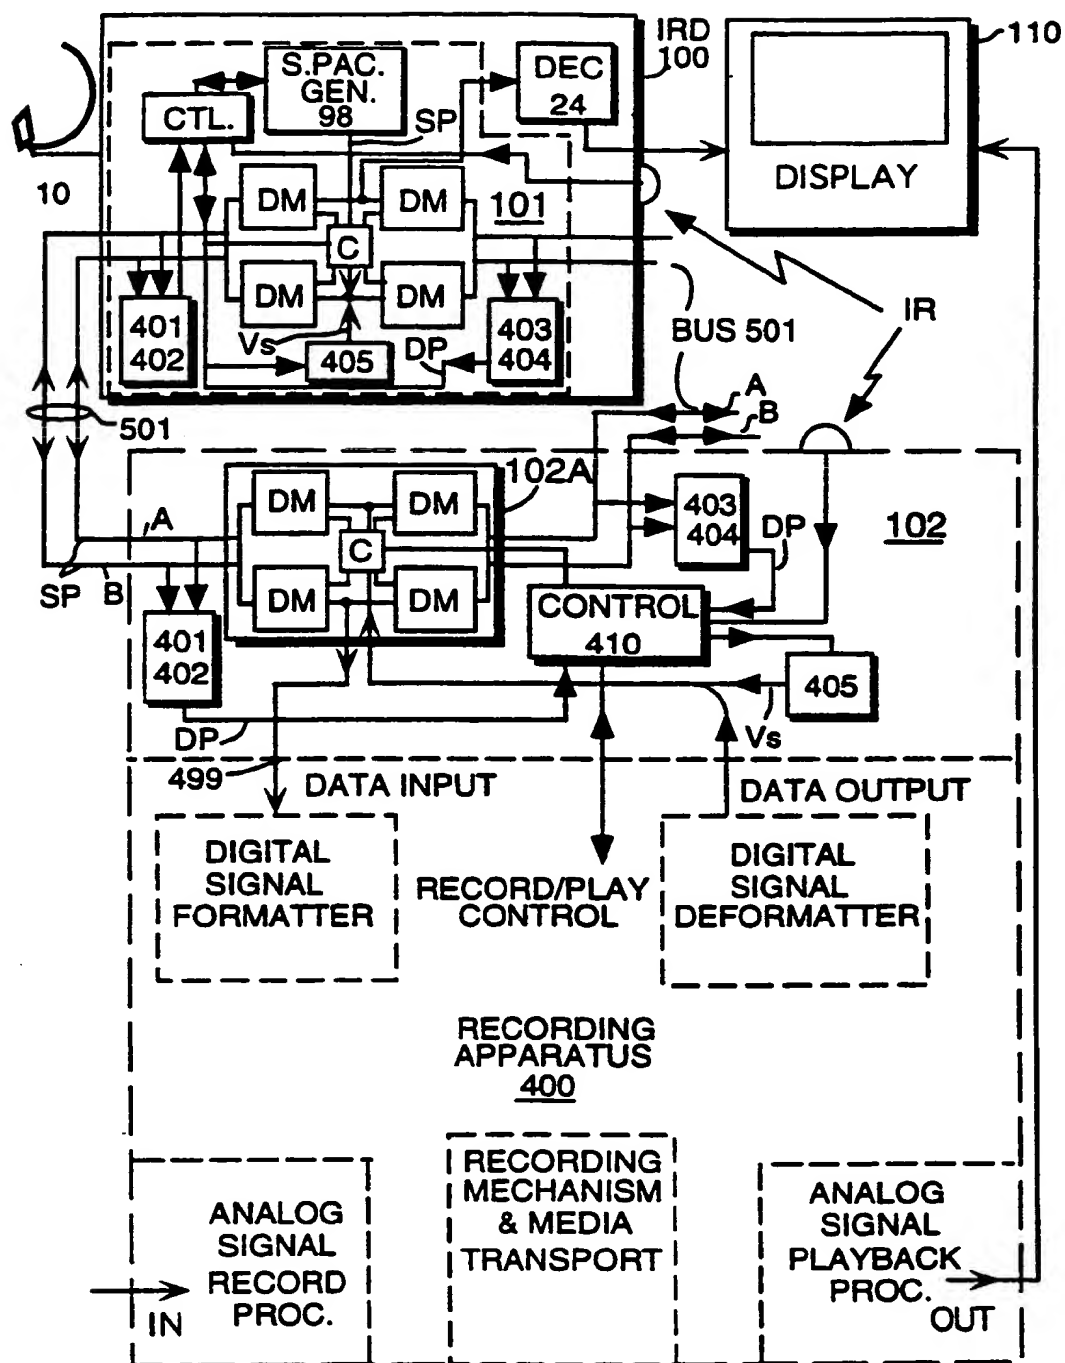 IRD
100
110
S.PAC.
GEN.
98
DEC
24
CTL.
SP
DISPLAY
10
DM
DM
101
C
DM
DM
401
402
Vs
405
DP
403
404
BUS 501
IR
A
B
501
102A
DM
DM
403
404
102
A
C
DP
SP
B
DM
DM
CONTROL
410
401
402
405
DP
Vs
499
DATA INPUT
DATA OUTPUT
DIGITAL
SIGNAL
FORMATTER
RECORD/PLAY
CONTROL
DIGITAL
SIGNAL
DEFORMATTER
RECORDING
APPARATUS
400
ANALOG
SIGNAL
RECORD
PROC.
IN
RECORDING
MECHANISM
& MEDIA
TRANSPORT
ANALOG
SIGNAL
PLAYBACK
PROC.
OUT